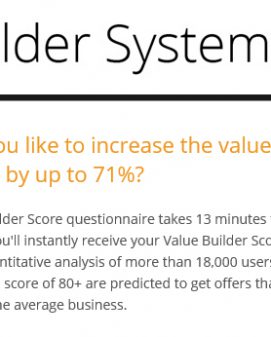 lder System
ou like to increase the value
by up to 71%?
lder Score questionnaire takes 13 minutes
ou'll instantly receive your Value Builder Sco
ntitative analysis of more than 18,000 users
score of 80+ are predicted to get offers tha
ne average business.